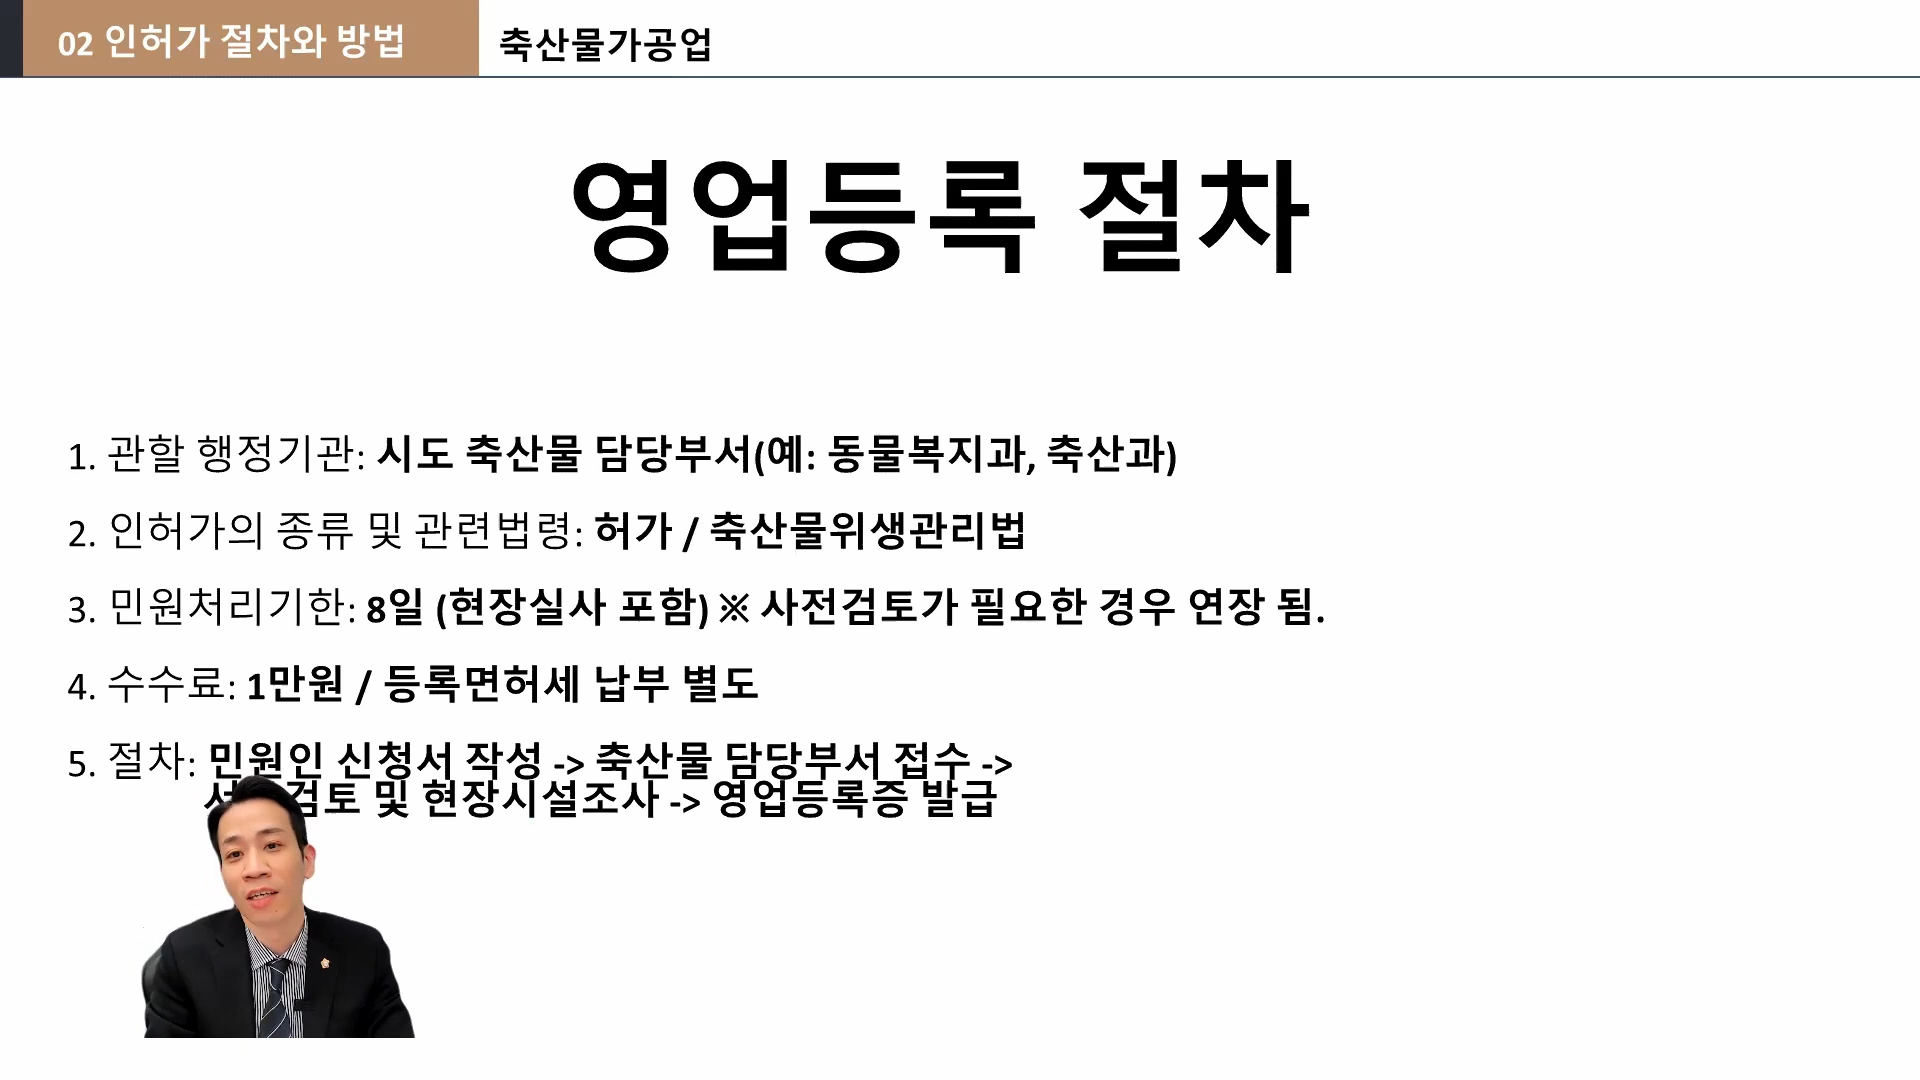 02 인허가 절차와 방법
축산물가공업
영업등록 절차
1. 관할 행정기관: 시도 축산물 담당부서(예: 동물복지과, 축산과)
2. 인허가의 종류 및 관련법령: 허가 / 축산물위생관리법
3. 민원처리기한: 8일 (현장실사 포함) ※ 사전검토가 필요한 경우 연장 됨.
4. 수수료: 1만원 / 등록면허세 납부 별도
5. 절차: 민원인 신청서 작성 -> 축산물 담당부서 접수 ->
검토 및 현장시설조사 -> 영업등록증 발급